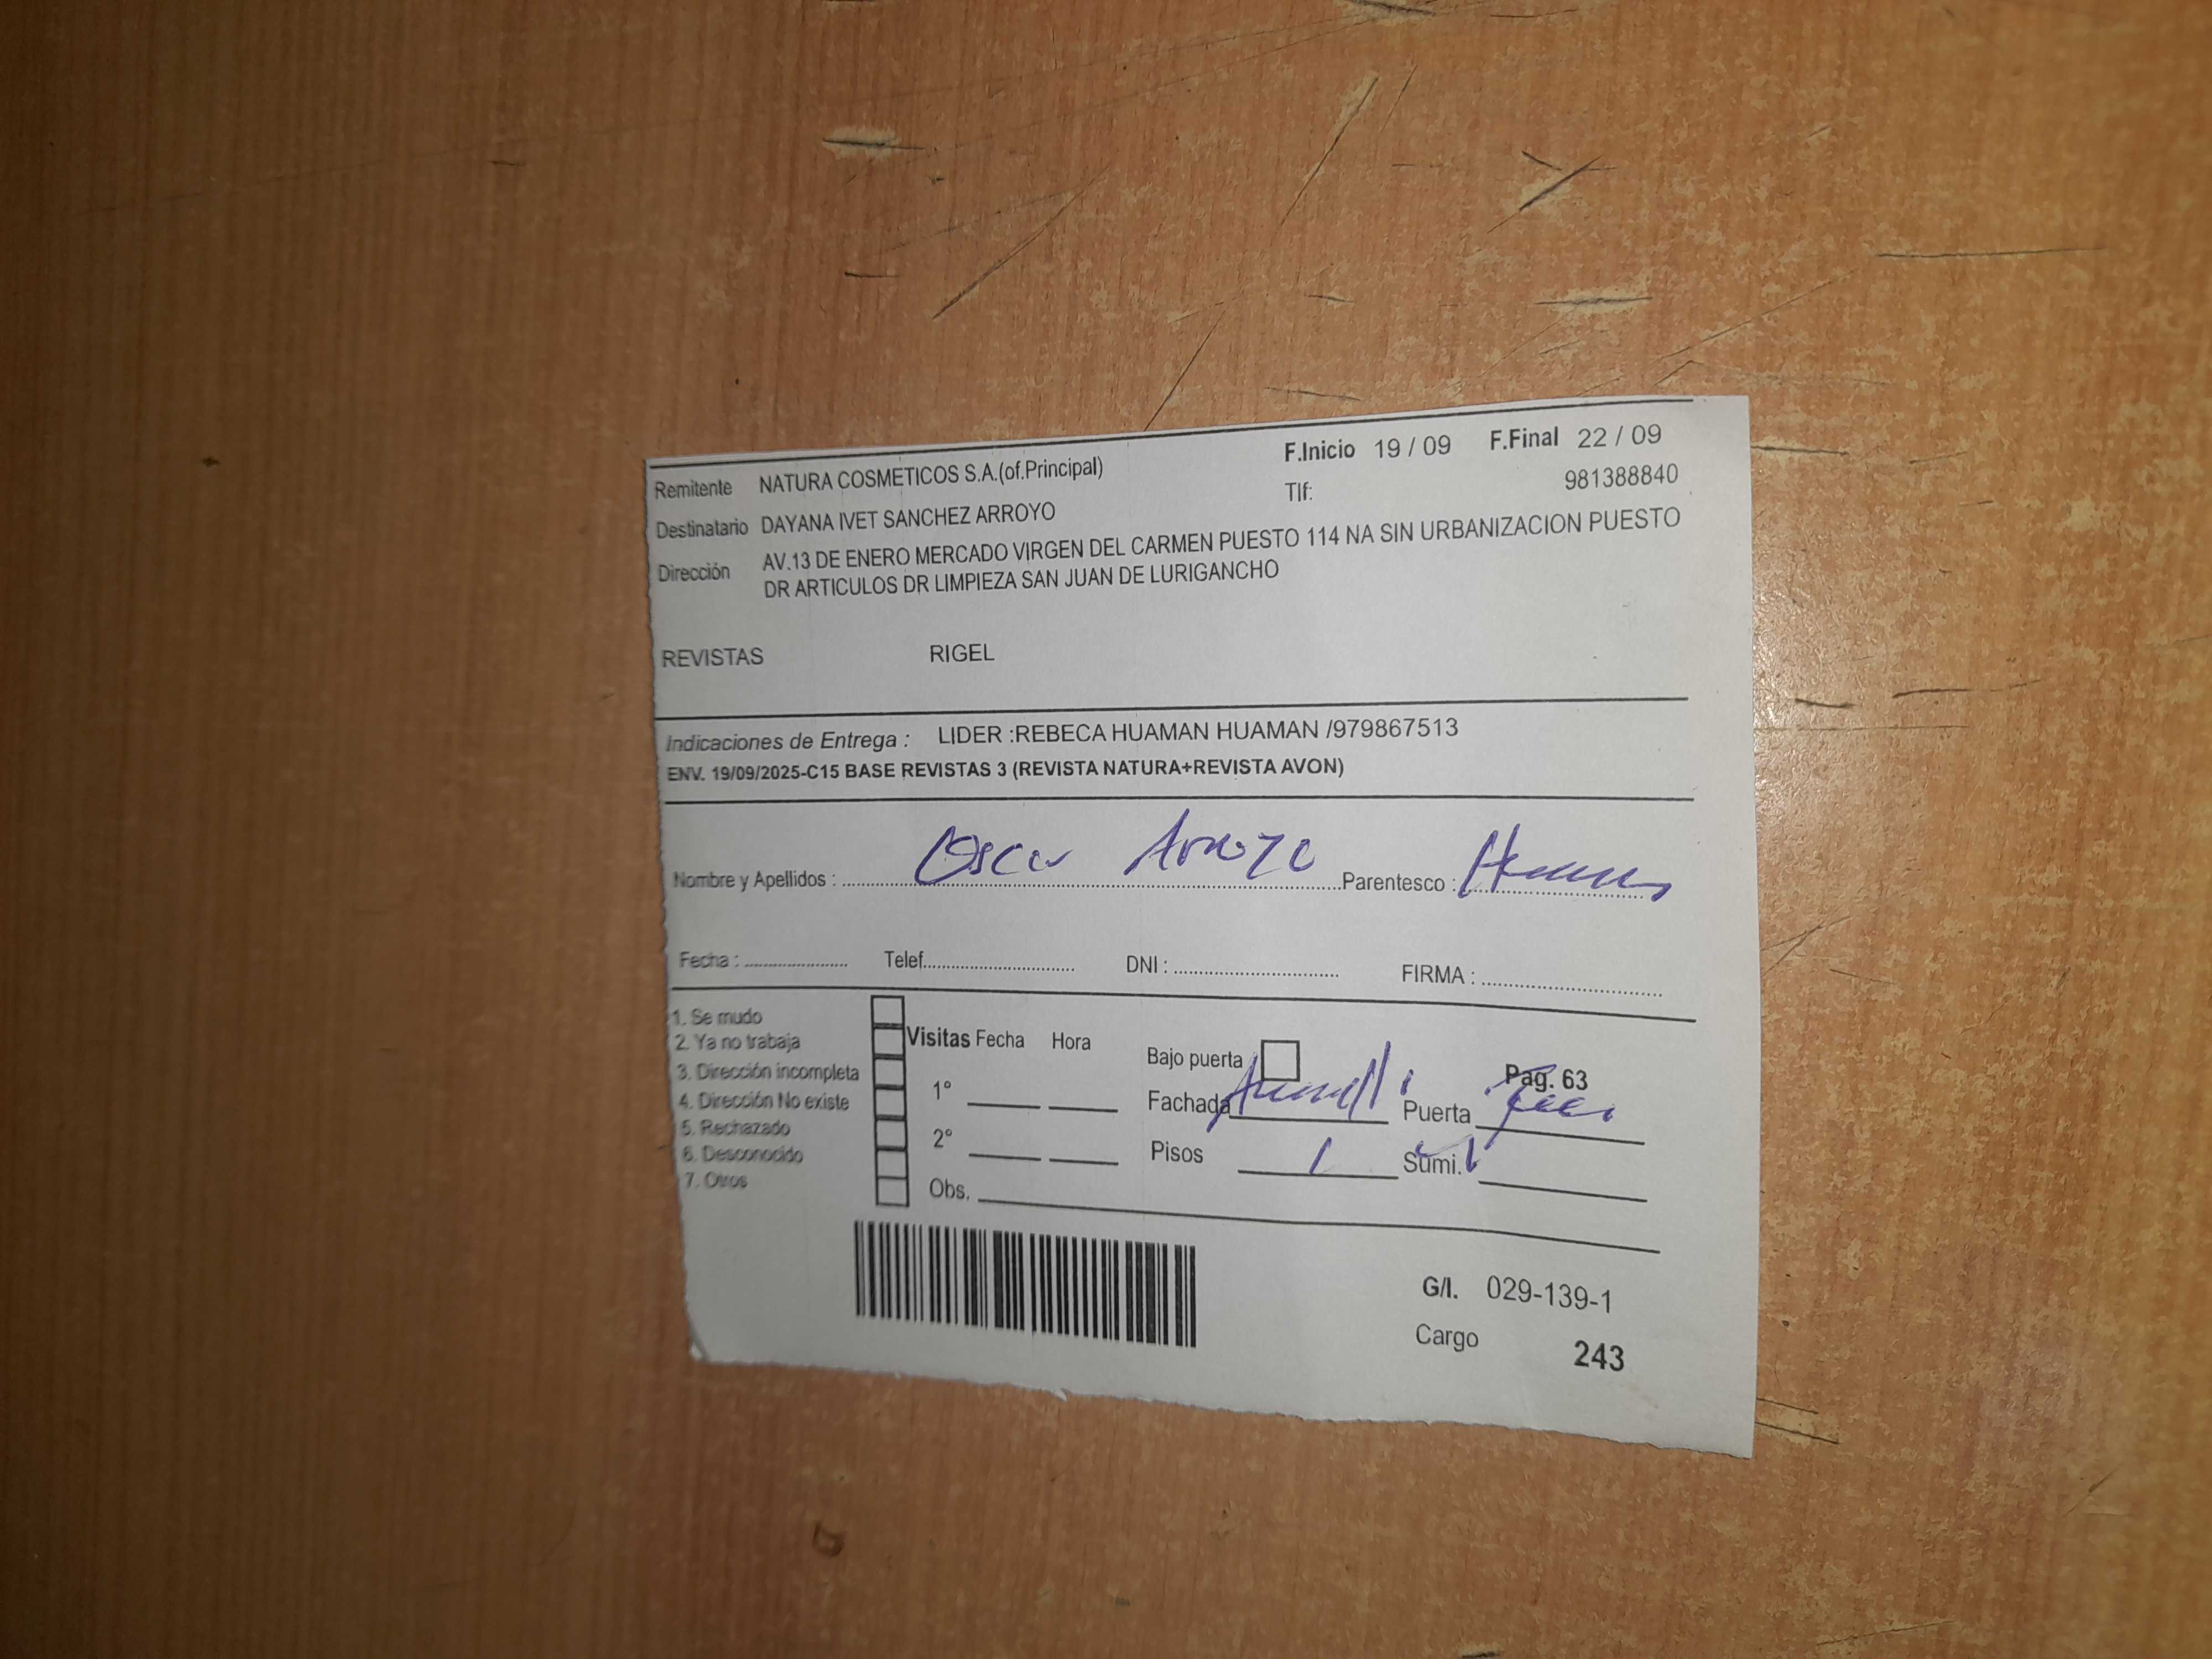 F.Inicio 19 / 09 F.Final 22 / 09
Remitente NATURA COSMETICOS S.A.(of.Principal)
Tlf: 981388840
Destinatario DAYANA IVET SANCHEZ ARROYO
Dirección AV.13 DE ENERO MERCADO VIRGEN DEL CARMEN PUESTO 114 NA SIN URBANIZACION PUESTO
DR ARTICULOS DR LIMPIEZA SAN JUAN DE LURIGANCHO
REVISTAS RIGEL
Indicaciones de Entrega : LIDER :REBECA HUAMAN HUAMAN /979867513
ENV. 19/09/2025-C15 BASE REVISTAS 3 (REVISTA NATURA+REVISTA AVON)
Nombre y Apellidos : Oscar Arroyo Parentesco :
Fecha : Telef. DNI : FIRMA :
1. Se mudo
2. Ya no trabaja
3. Dirección incompleta
4. Dirección No existe
5. Rechazado
6. Desconocido
7. Otros
Visitas Fecha Hora
1°
2°
Obs.
Bajo puerta
Pag. 63
Fachada Puerta
Pisos 1 Sumi.
G/I. 029-139-1
Cargo 243